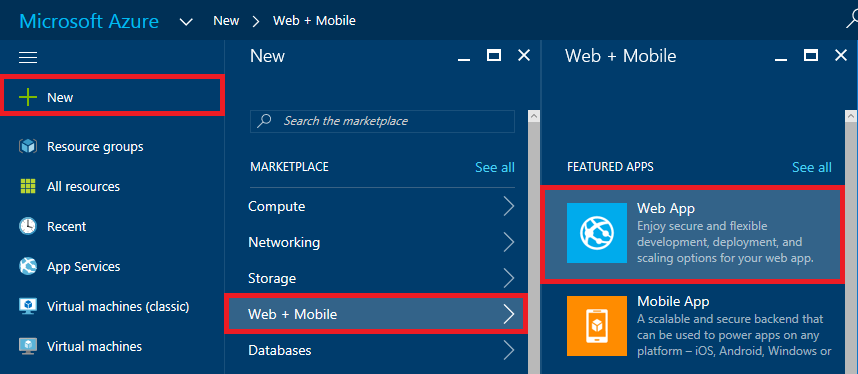 Microsoft Azure New > Web + Mobile
New
Resource groups
All resources
Recent
App Services
Virtual machines (classic)
Virtual machines
New
Search the marketplace
MARKETPLACE See all
Compute
Networking
Storage
Web + Mobile
Databases
Web + Mobile
FEATURED APPS See all
Web App
Enjoy secure and flexible
development, deployment, and
scaling options for your web app.
Mobile App
A scalable and secure backend that
can be used to power apps on any
platform – iOS, Android, Windows or